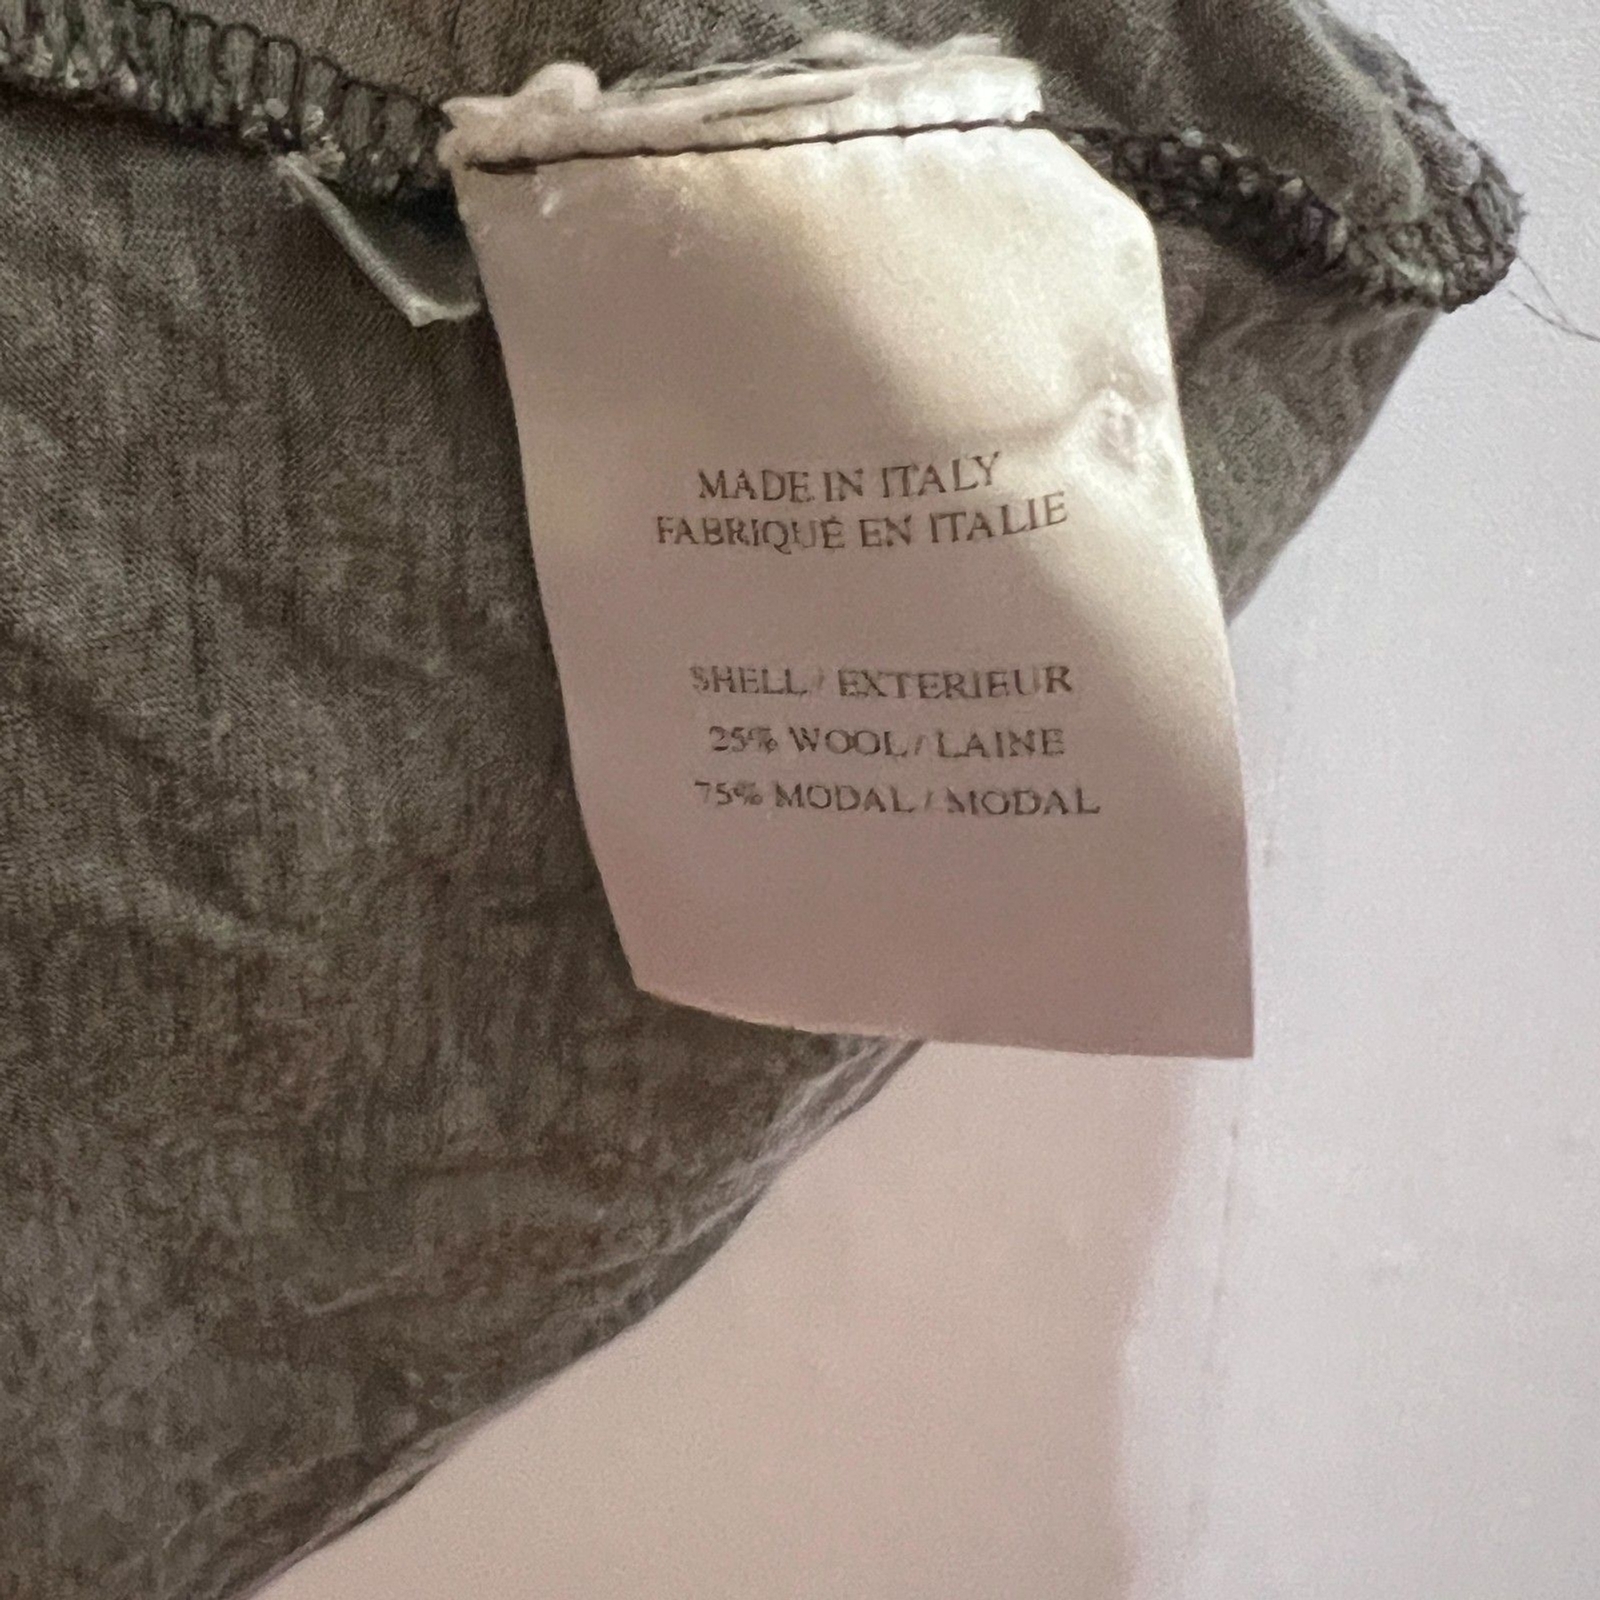 MADE IN ITALY
FABRIQUÉ EN ITALIE
SHELL / EXTERIEUR
25% WOOL / LAINE
75% MODAL / MODAL